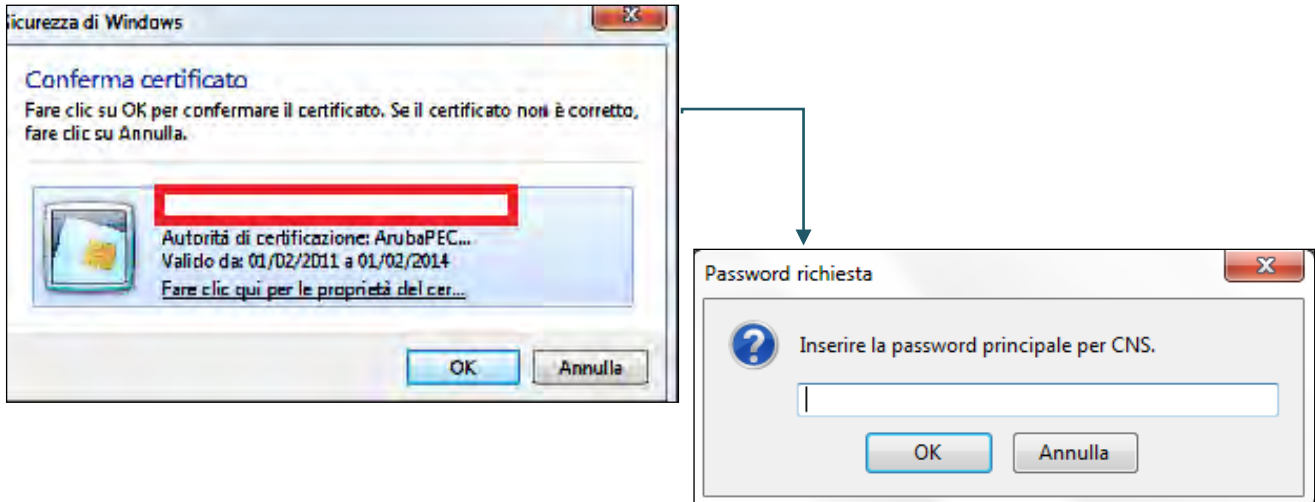 Sicurezza di Windows
Conferma certificato
Fare clic su OK per confermare il certificato. Se il certificato non è corretto,
fare clic su Annulla.
Autorità di certificazione: ArubaPEC...
Valido da: 01/02/2011 a 01/02/2014
Fare clic qui per le proprietà del cer...
OK
Annulla
Password richiesta
Inserire la password principale per CNS.
OK
Annulla